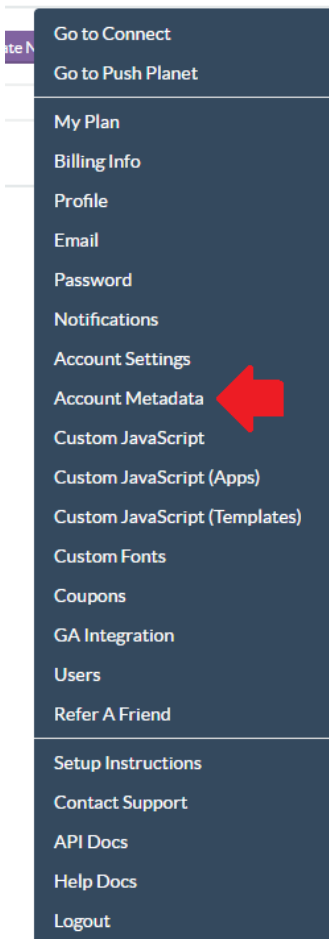 Go to Connect
Go to Push Planet
My Plan
Billing Info
Profile
Email
Password
Notifications
Account Settings
Account Metadata
Custom JavaScript
Custom JavaScript (Apps)
Custom JavaScript (Templates)
Custom Fonts
Coupons
GA Integration
Users
Refer A Friend
Setup Instructions
Contact Support
API Docs
Help Docs
Logout